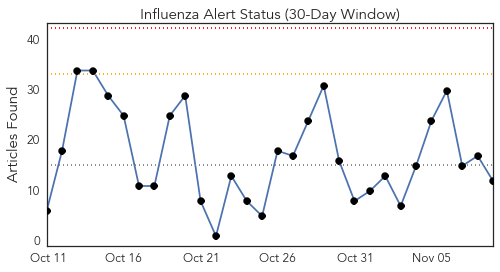 Influenza Alert Status (30-Day Window)
Articles Found
40
30
20
10
0
Oct 11 Oct 16 Oct 21 Oct 26 Oct 31 Nov 05